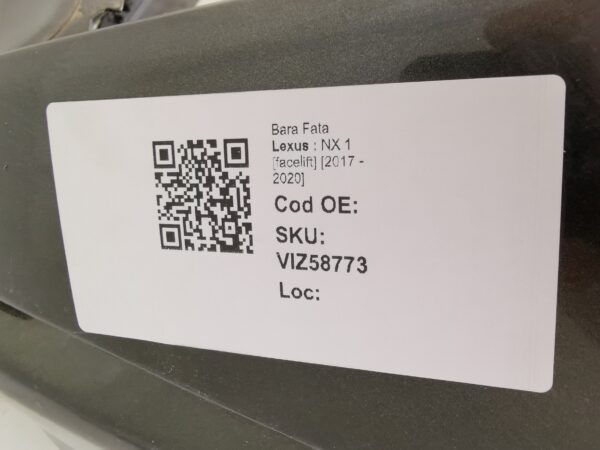 Bara Fata
Lexus : NX 1
[facelift] [2017 -
2020]
Cod OE:
SKU:
VIZ58773
Loc: